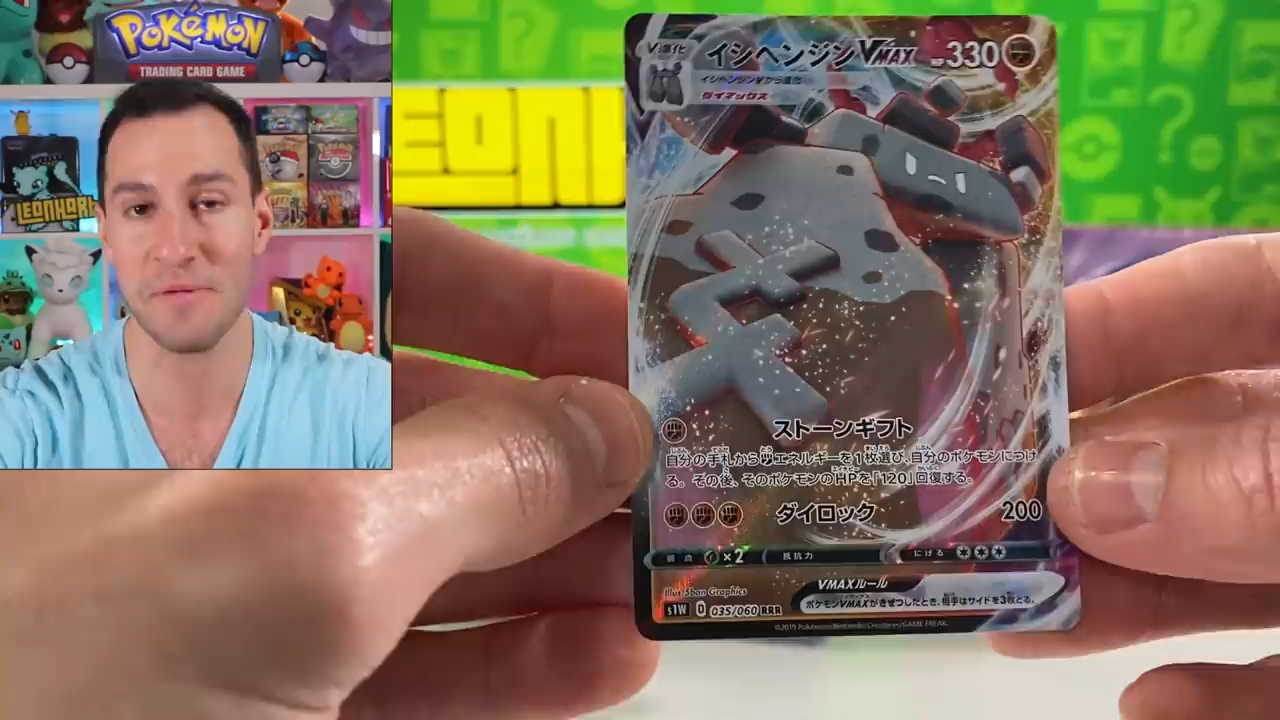 POKéMON
TRADING CARD GAME
LEONHART
EONH
V進化
イシヘンジンVMAX HP330
イシヘンジンVから進化
ダイマックス
ストーンギフト
自分の手札から エネルギーを1枚選び、自分のポケモンにつけ
る。その後、そのポケモンのHPを「120」回復する。
ダイロック 200
弱点 ×2 抵抗力 にげる
Illus. 5ban Graphics
VMAXルール
ポケモンVMAXがきぜつしたとき、相手はサイドを3枚とる。
s1W D 035/060 RRR
©2019 Pokémon/Nintendo/Creatures/GAME FREAK.